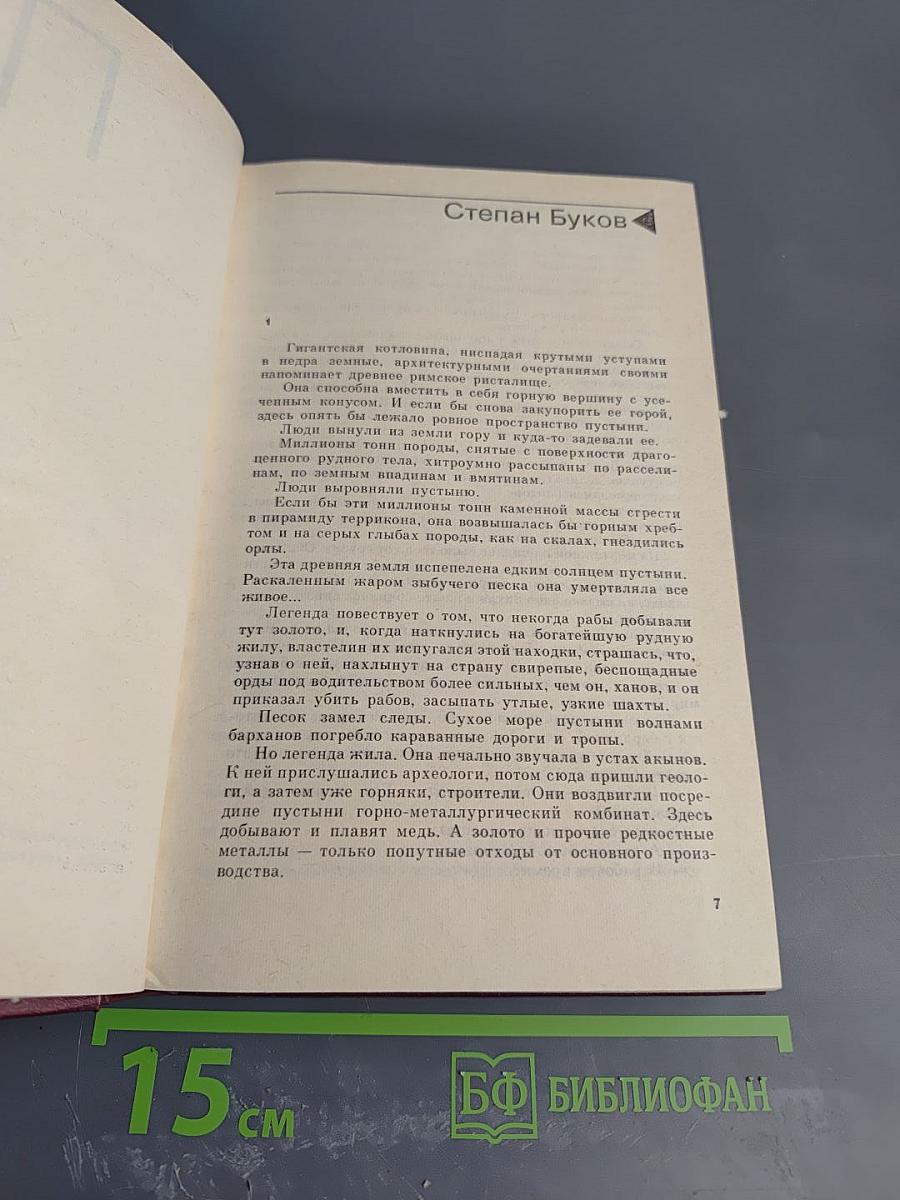 Степан Буков
1
Гигантская котловина, ниспадая крутыми уступами
в недра земные, архитектурными очертаниями своими
напоминает древнее римское ристалище.
Она способна вместить в себя горную вершину с усе-
ченным конусом. И если бы снова закупорить ее горой,
здесь опять бы лежало ровное пространство пустыни.
Люди вынули из земли гору и куда-то задевали ее.
Миллионы тонн породы, снятые с поверхности драго-
ценного рудного тела, хитроумно рассыпаны по рассели-
нам, по земным впадинам и вмятинам.
Люди выровняли пустыню.
Если бы эти миллионы тонн каменной массы сгрести
в пирамиду террикона, она возвышалась бы горным хреб-
том и на серых глыбах породы, как на скалах, гнездились
орлы.
Эта древняя земля испепелена едким солнцем пустыни.
Раскаленным жаром зыбучего песка она умертвляла все
живое...
Легенда повествует о том, что некогда рабы добывали
тут золото, и, когда наткнулись на богатейшую рудную
жилу, властелин их испугался этой находки, страшась, что,
узнав о ней, нахлынут на страну свирепые, беспощадные
орды под водительством более сильных, чем он, ханов, и он
приказал убить рабов, засыпать утлые, узкие шахты.
Песок замел следы. Сухое море пустыни волнами
барханов погребло караванные дороги и тропы.
Но легенда жила. Она печально звучала в устах акынов.
К ней прислушались археологи, потом сюда пришли геоло-
ги, а затем уже горняки, строители. Они воздвигли посре-
дине пустыни горно-металлургический комбинат. Здесь
добывают и плавят медь. А золото и прочие редкостные
металлы — только попутные отходы от основного произ-
водства.
7
15 см
БФ БИБЛИОФАН